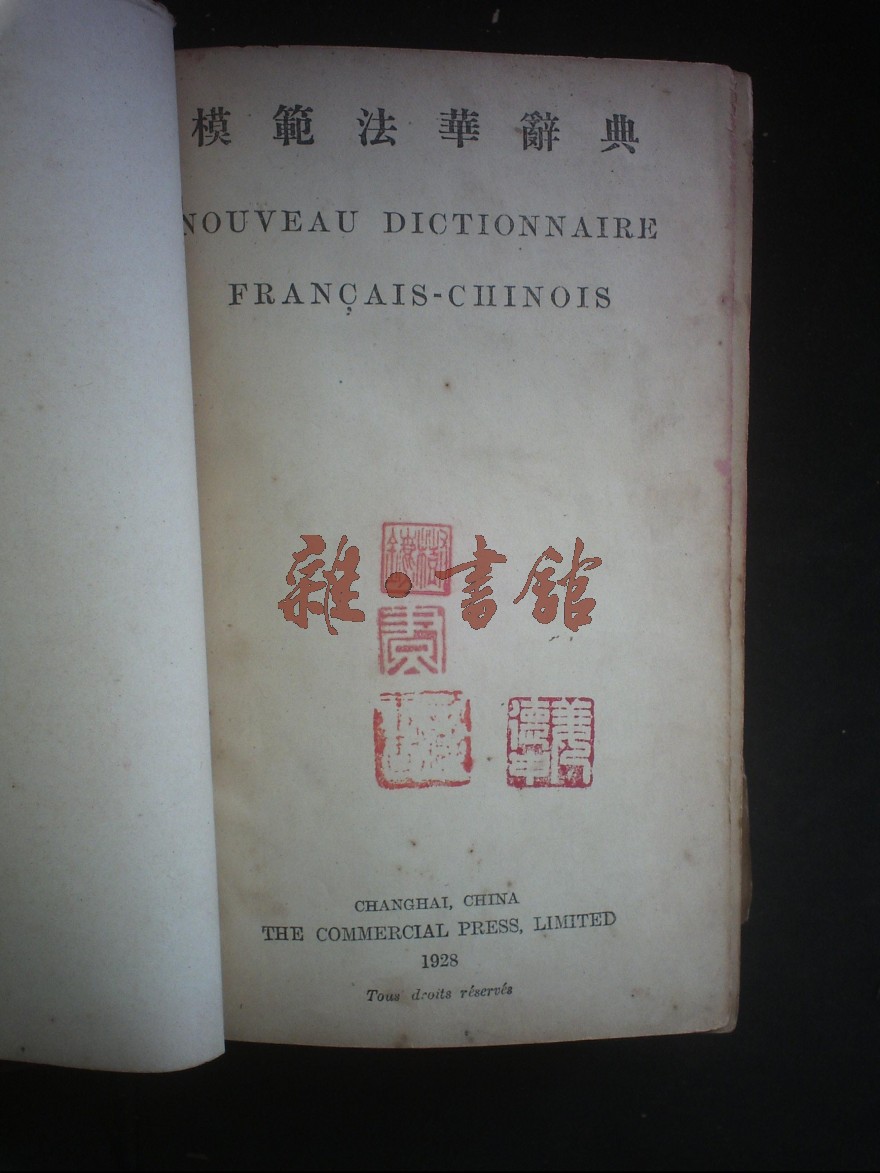 模範法華辭典
NOUVEAU DICTIONNAIRE
FRANÇAIS-CHINOIS
雜·書館
CHANGHAI, CHINA
THE COMMERCIAL PRESS, LIMITED
1928
Tous droits réservés